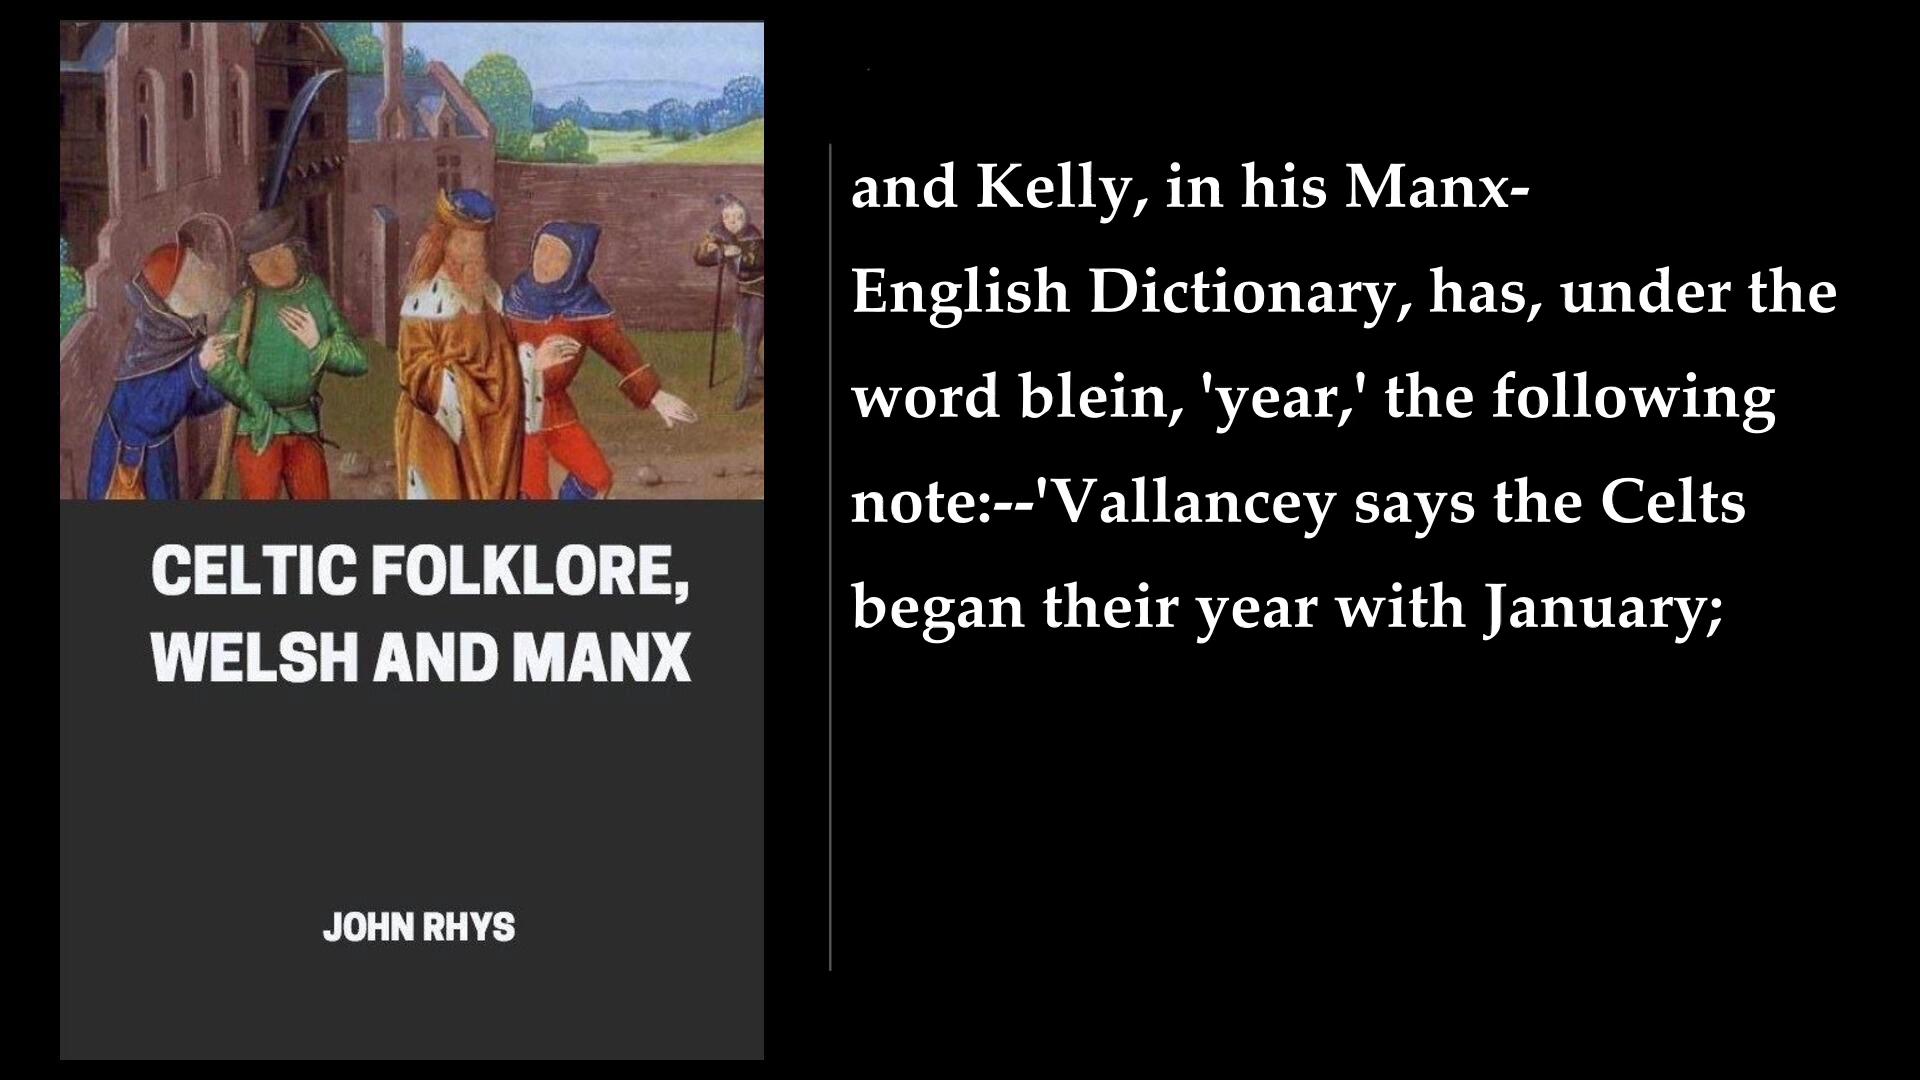 CELTIC FOLKLORE,
WELSH AND MANX
JOHN RHYS
and Kelly, in his Manx-
English Dictionary, has, under the
word blein, 'year,' the following
note:--'Vallancey says the Celts
began their year with January;